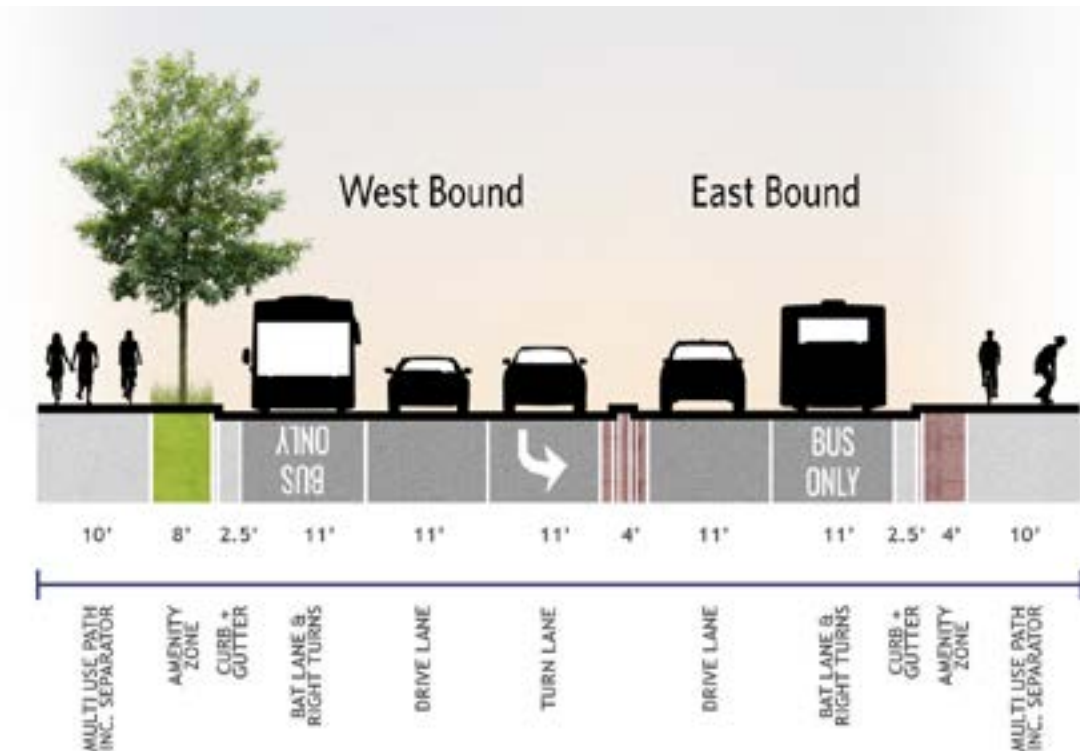 West Bound
East Bound
BUS
ONLY
BUS
ONLY
10'
8'
2.5'
11'
11'
11'
4'
11'
11'
2.5'
4'
10'
MULTI USE PATH
INC. SEPARATOR
AMENITY
ZONE
CURB +
GUTTER
BAT LANE &
RIGHT TURNS
DRIVE LANE
TURN LANE
DRIVE LANE
BAT LANE &
RIGHT TURNS
CURB +
GUTTER
AMENITY
ZONE
MULTI USE PATH
INC. SEPARATOR